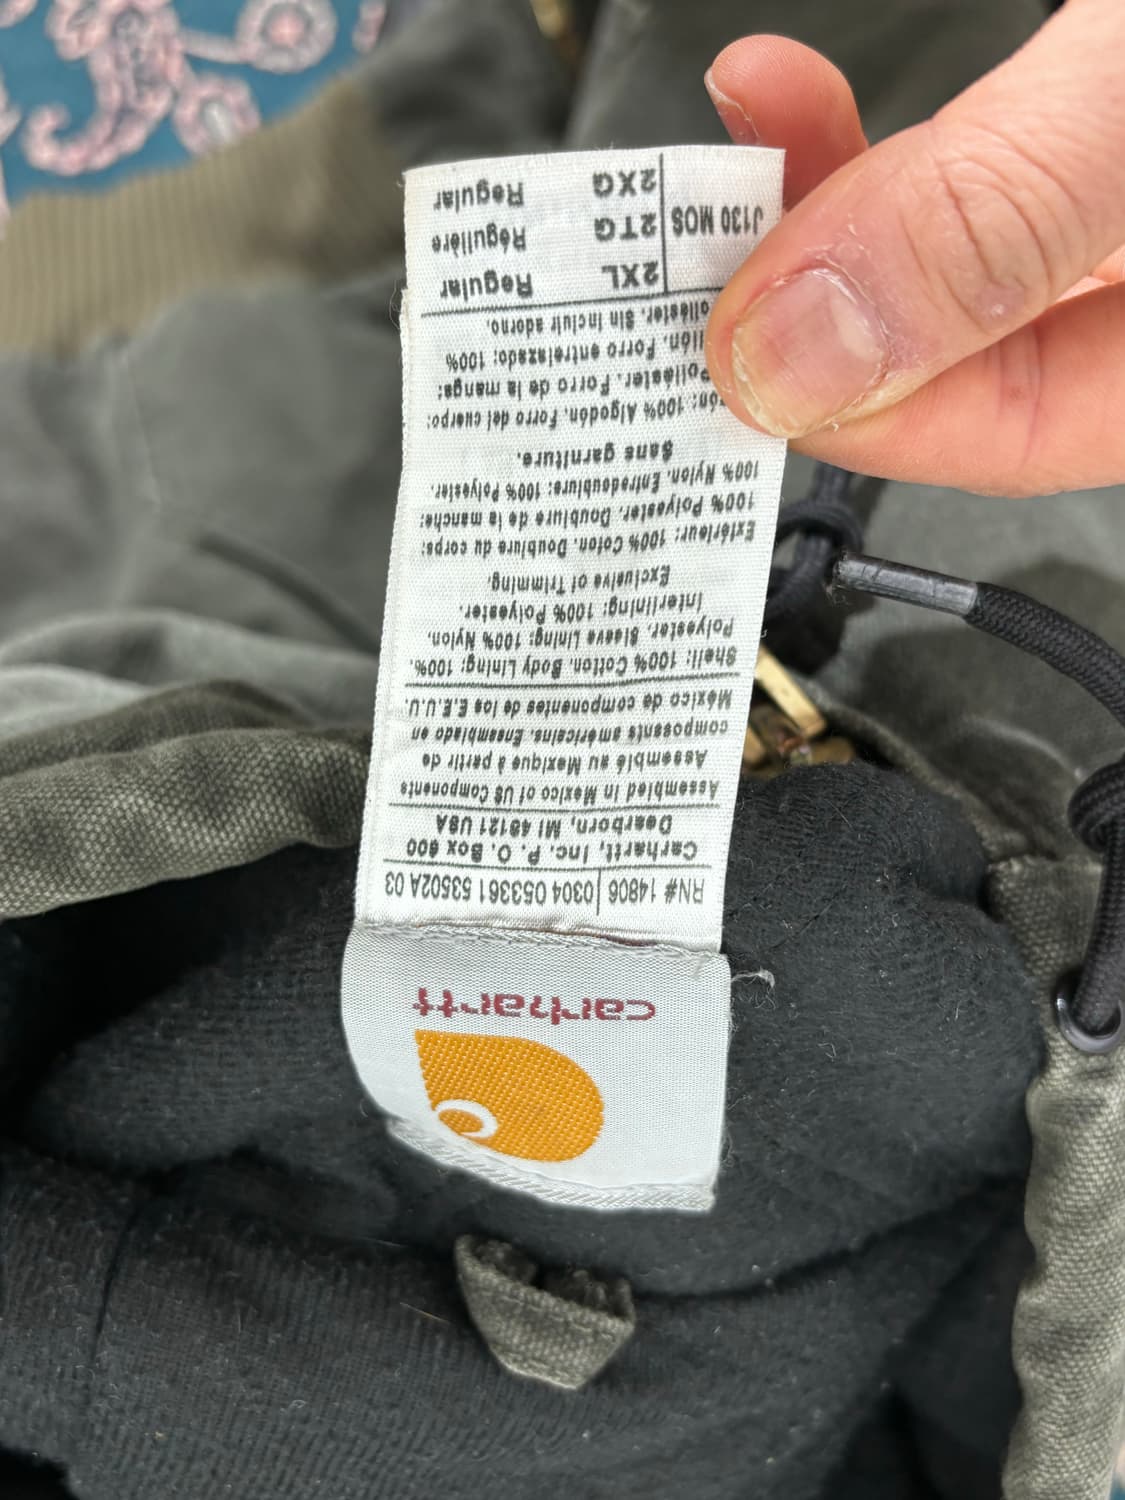 carhartt
RN# 14806 0304 053361 53502A 03
Carhartt, Inc. P. O. Box 600
Dearborn, MI 48121 USA
Assembled in Mexico of US Components
Assemblé au Mexique à partir de
composants américains. Ensamblado en
México de componentes de los E.E.U.U.
Shell: 100% Cotton. Body Lining: 100%
Polyester. Sleeve Lining: 100% Nylon.
Interlining: 100% Polyester.
Exclusive of Trimming.
Extérieur: 100% Coton. Doublure du corps:
100% Polyester. Doublure de la manche:
100% Nylon. Entredoublure: 100% Polyester.
Sans garniture.
100% Algodón. Forro del cuerpo:
Forro de la manga:
Forro entrelazado: 100%
Sin incluir adorno.
J130 MOS
2XL Regular
2TG Régulière
2XG Regular